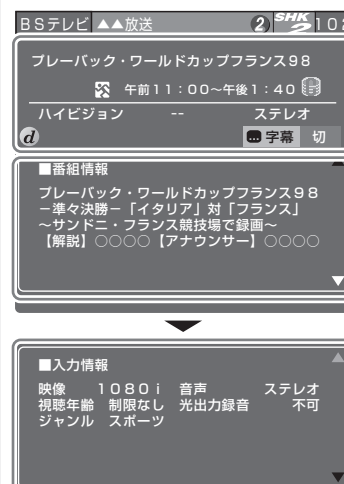 BSテレビ ▲▲放送 2 SHK 2 102
プレーバック・ワールドカップフランス98
午前11:00~午後1:40
ハイビジョン -- ステレオ
d 字幕 切
■番組情報
プレーバック・ワールドカップフランス98
−準々決勝−「イタリア」対「フランス」
~サンドニ・フランス競技場で録画~
【解説】○○○○【アナウンサー】○○○○
■入力情報
映像 1080i 音声 ステレオ
視聴年齢 制限なし 光出力録音 不可
ジャンル スポーツ